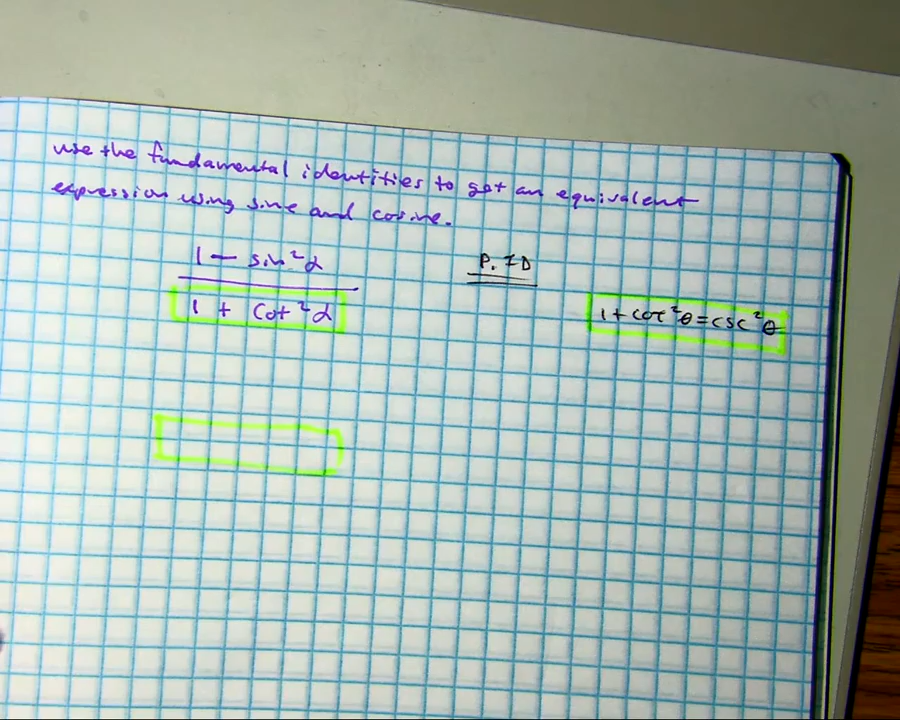 use the fundamental identities to get an equivalent
expression using sine and cosine.
1 - sin²α
P. ID
1 + cot²α
1 + cot²θ = csc²θ